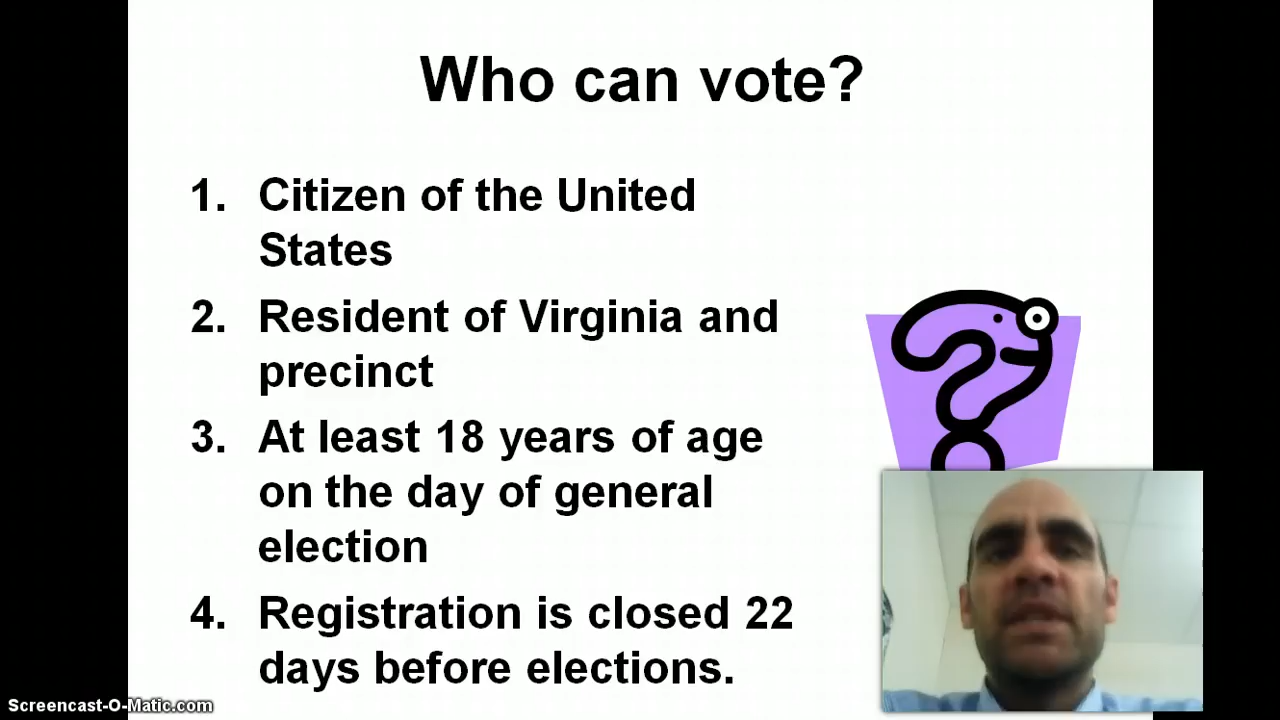 Who can vote?
1. Citizen of the United
States
2. Resident of Virginia and
precinct
3. At least 18 years of age
on the day of general
election
4. Registration is closed 22
days before elections.
Screencast-O-Matic.com